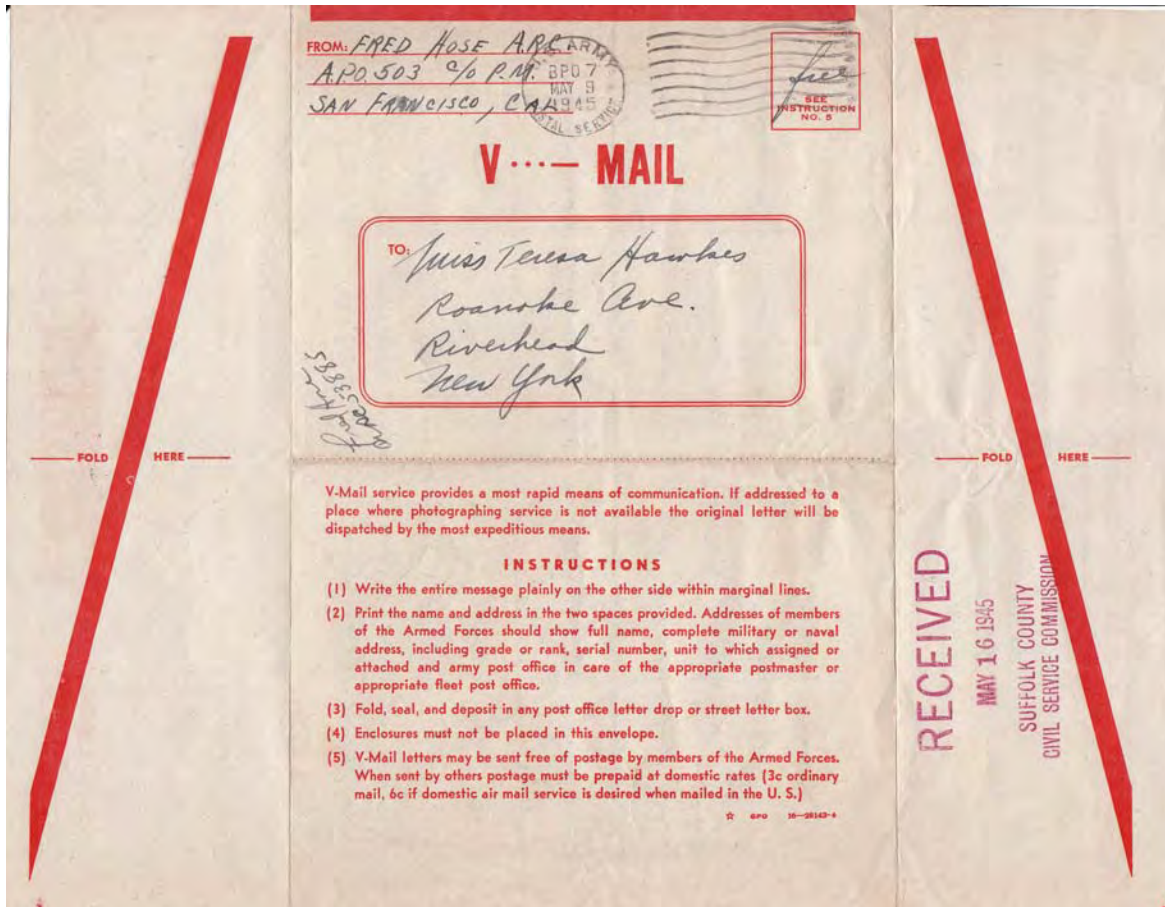 FROM: FRED HOSE A.R.C.
A.P.O. 503 c/o P.M.
SAN FRANCISCO, CAL
U.S. ARMY
BPO 7
MAY 9
1945
POSTAL SERVICE
free
SEE
INSTRUCTION
NO. 5
V ···— MAIL
TO: Miss Teresa Hawkes
Roanoke Ave.
Riverhead
New York
Fred Hose
53885
FOLD HERE
FOLD HERE
V-Mail service provides a most rapid means of communication. If addressed to a
place where photographing service is not available the original letter will be
dispatched by the most expeditious means.
INSTRUCTIONS
(1) Write the entire message plainly on the other side within marginal lines.
(2) Print the name and address in the two spaces provided. Addresses of members
of the Armed Forces should show full name, complete military or naval
address, including grade or rank, serial number, unit to which assigned or
attached and army post office in care of the appropriate postmaster or
appropriate fleet post office.
(3) Fold, seal, and deposit in any post office letter drop or street letter box.
(4) Enclosures must not be placed in this envelope.
(5) V-Mail letters may be sent free of postage by members of the Armed Forces.
When sent by others postage must be prepaid at domestic rates (3c ordinary
mail, 6c if domestic air mail service is desired when mailed in the U. S.)
☆ GPO 16—28143-4
RECEIVED
MAY 16 1945
SUFFOLK COUNTY
CIVIL SERVICE COMMISSION